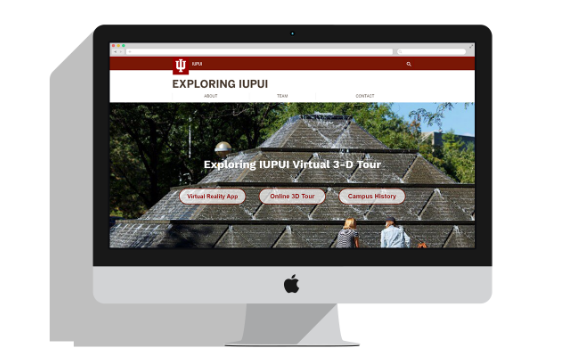 IUPUI
EXPLORING IUPUI
ABOUT TEAM CONTACT
Exploring IUPUI Virtual 3-D Tour
Virtual Reality App Online 3D Tour Campus History